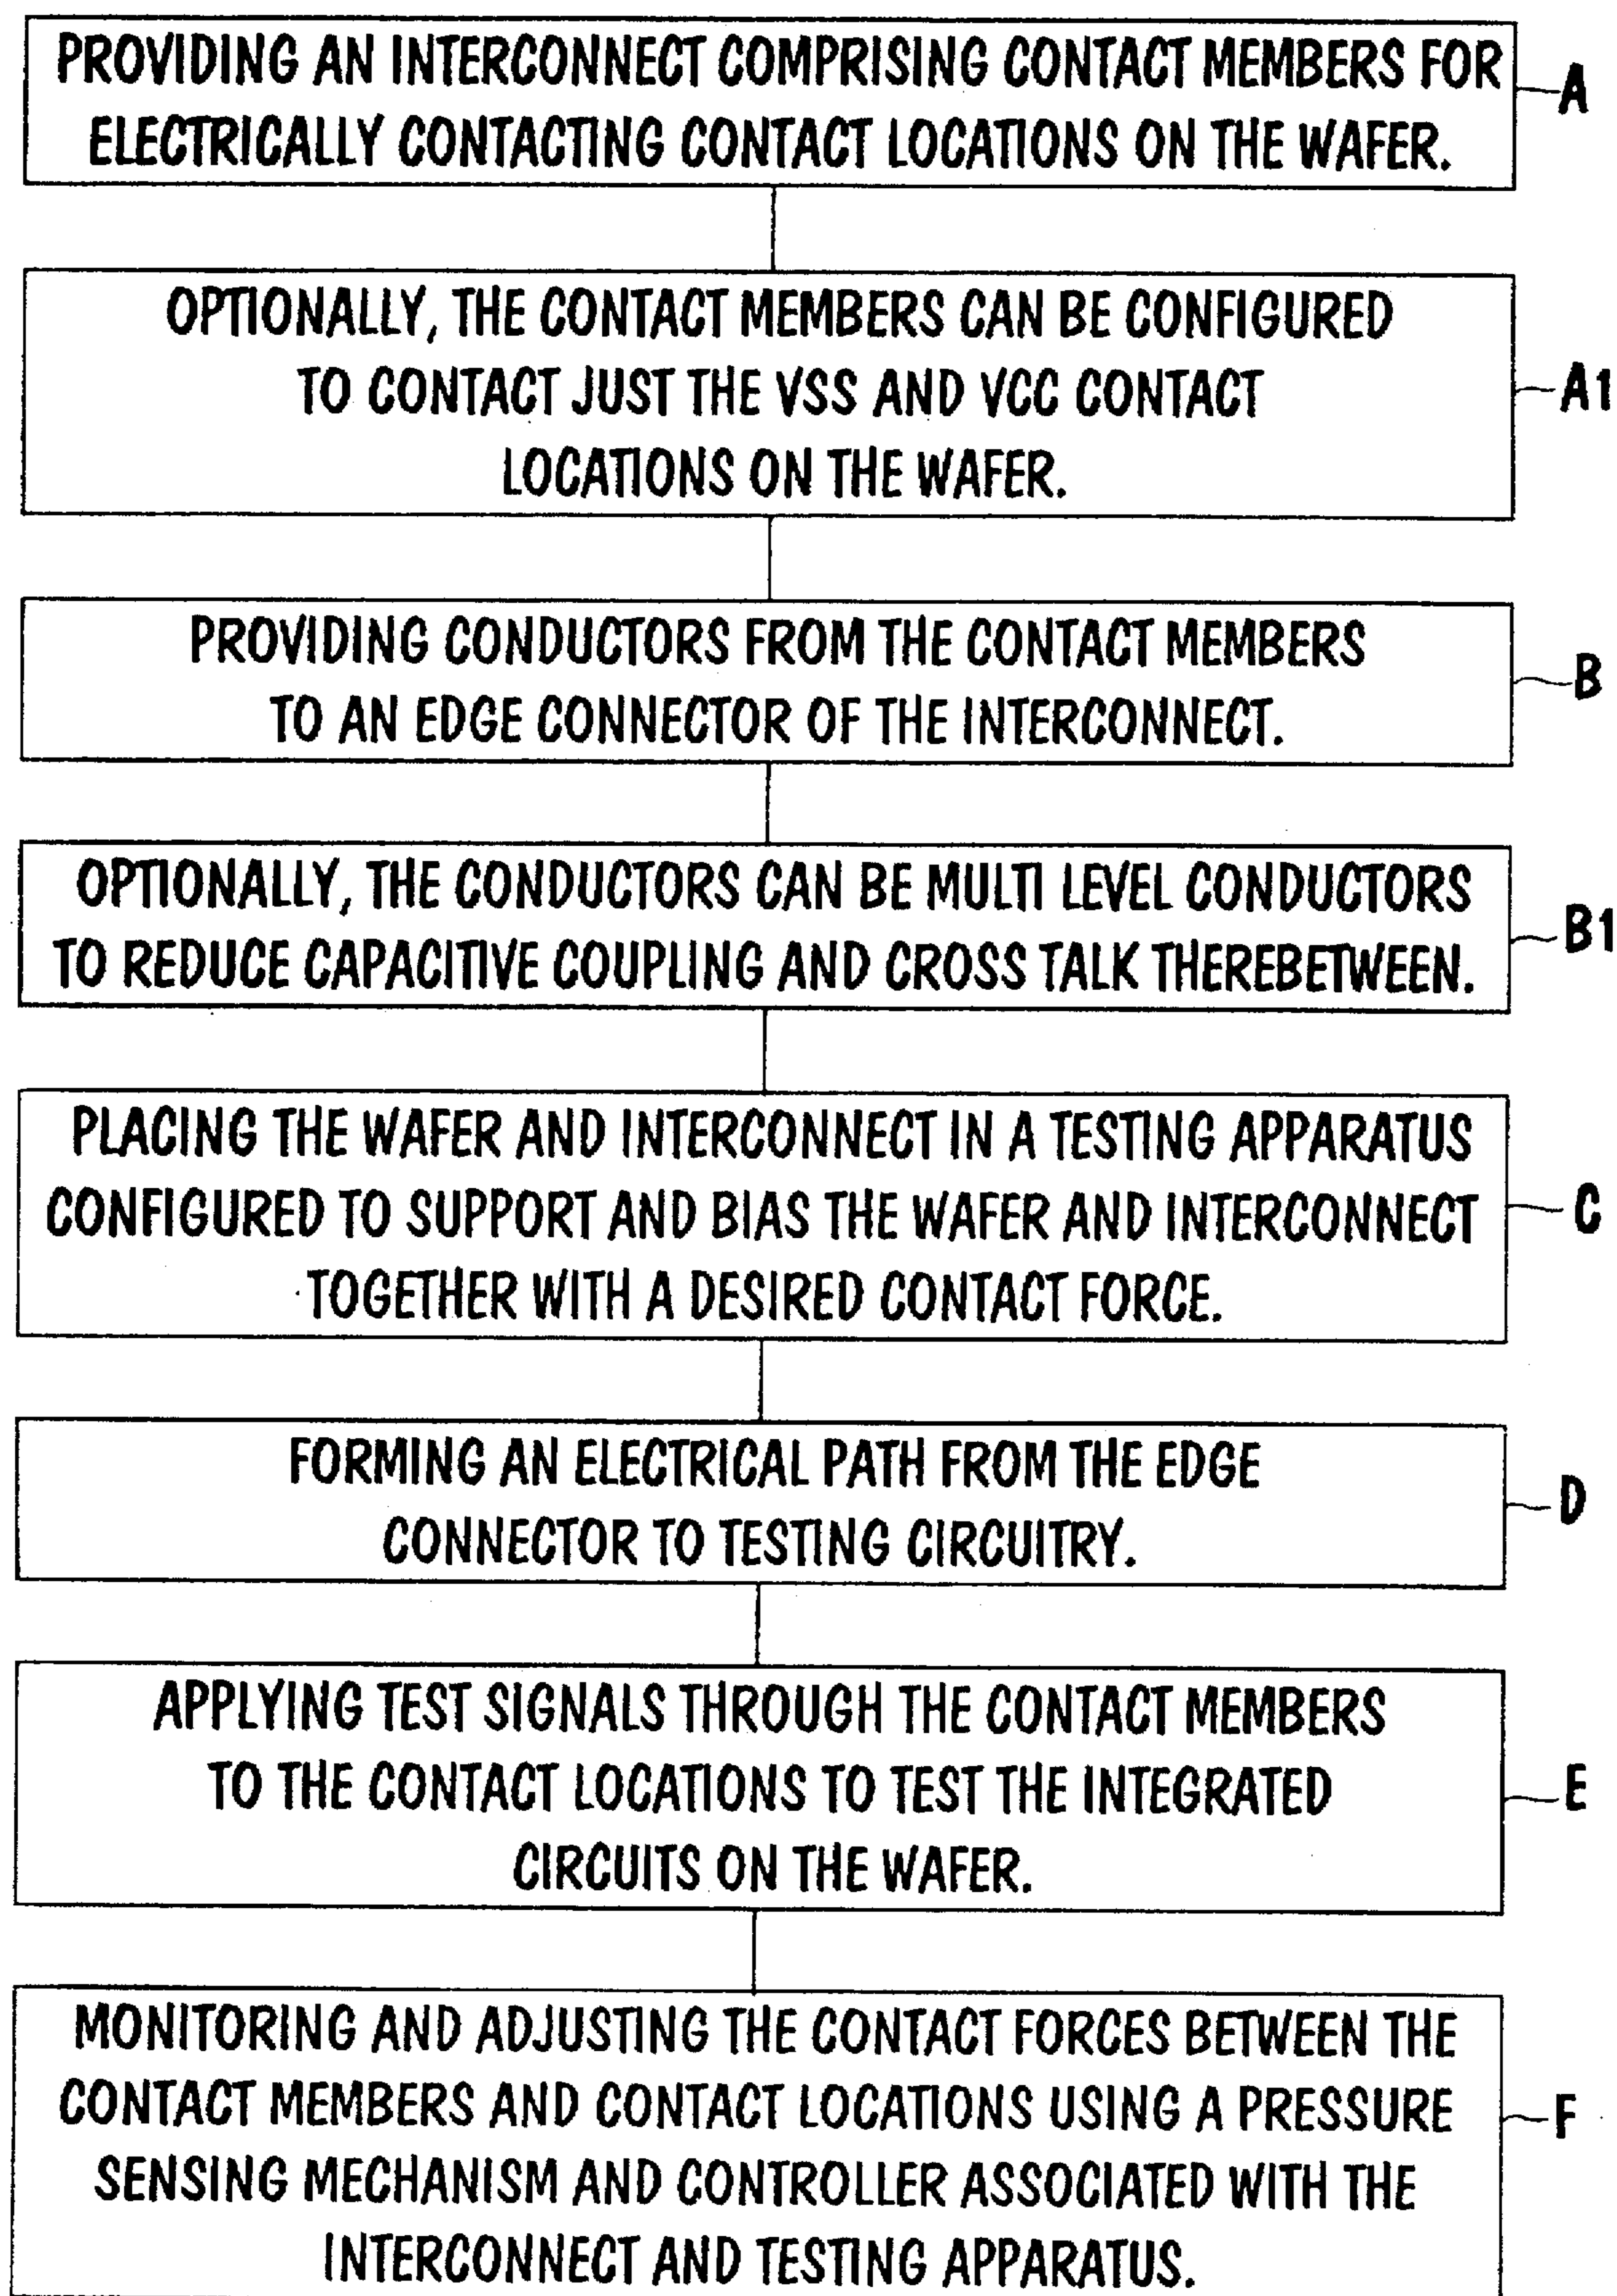 PROVIDING AN INTERCONNECT COMPRISING CONTACT MEMBERS FOR
ELECTRICALLY CONTACTING CONTACT LOCATIONS ON THE WAFER.
A
OPTIONALLY, THE CONTACT MEMBERS CAN BE CONFIGURED
TO CONTACT JUST THE VSS AND VCC CONTACT
LOCATIONS ON THE WAFER.
A1
PROVIDING CONDUCTORS FROM THE CONTACT MEMBERS
TO AN EDGE CONNECTOR OF THE INTERCONNECT.
B
OPTIONALLY, THE CONDUCTORS CAN BE MULTI LEVEL CONDUCTORS
TO REDUCE CAPACITIVE COUPLING AND CROSS TALK THEREBETWEEN.
B1
PLACING THE WAFER AND INTERCONNECT IN A TESTING APPARATUS
CONFIGURED TO SUPPORT AND BIAS THE WAFER AND INTERCONNECT
TOGETHER WITH A DESIRED CONTACT FORCE.
C
FORMING AN ELECTRICAL PATH FROM THE EDGE
CONNECTOR TO TESTING CIRCUITRY.
D
APPLYING TEST SIGNALS THROUGH THE CONTACT MEMBERS
TO THE CONTACT LOCATIONS TO TEST THE INTEGRATED
CIRCUITS ON THE WAFER.
E
MONITORING AND ADJUSTING THE CONTACT FORCES BETWEEN THE
CONTACT MEMBERS AND CONTACT LOCATIONS USING A PRESSURE
SENSING MECHANISM AND CONTROLLER ASSOCIATED WITH THE
INTERCONNECT AND TESTING APPARATUS.
F